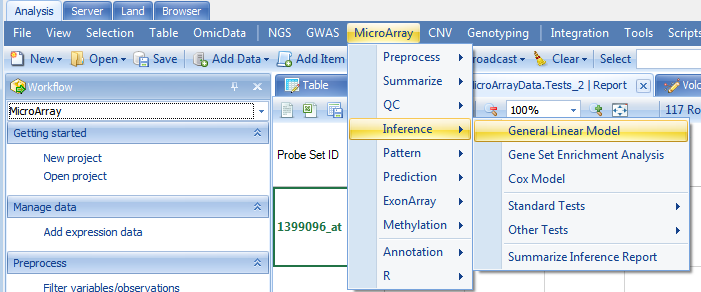 Analysis Server Land Browser
File View Selection Table OmicData NGS GWAS MicroArray CNV Genotyping Integration Tools Scripts
New Open Save Add Data Add Item Broadcast Clear Select
Workflow
MicroArray
Getting started
New project
Open project
Manage data
Add expression data
Preprocess
Filter variables/observations
Table
Probe Set ID
1399096_at
Preprocess
Summarize
QC
Inference
Pattern
Prediction
ExonArray
Methylation
Annotation
R
MicroArrayData.Tests_2 | Report
100%
117 Ro
General Linear Model
Gene Set Enrichment Analysis
Cox Model
Standard Tests
Other Tests
Summarize Inference Report